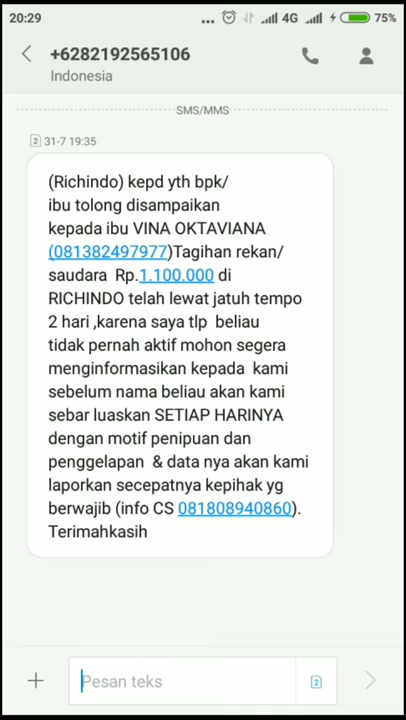 20:29 ... 4G 75%
+6282192565106
Indonesia
SMS/MMS
2 31-7 19:35
(Richindo) kepd yth bpk/
ibu tolong disampaikan
kepada ibu VINA OKTAVIANA
(081382497977)Tagihan rekan/
saudara Rp.1.100.000 di
RICHINDO telah lewat jatuh tempo
2 hari ,karena saya tlp beliau
tidak pernah aktif mohon segera
menginformasikan kepada kami
sebelum nama beliau akan kami
sebar luaskan SETIAP HARINYA
dengan motif penipuan dan
penggelapan & data nya akan kami
laporkan secepatnya kepihak yg
berwajib (info CS 081808940860).
Terimahkasih
Pesan teks 2